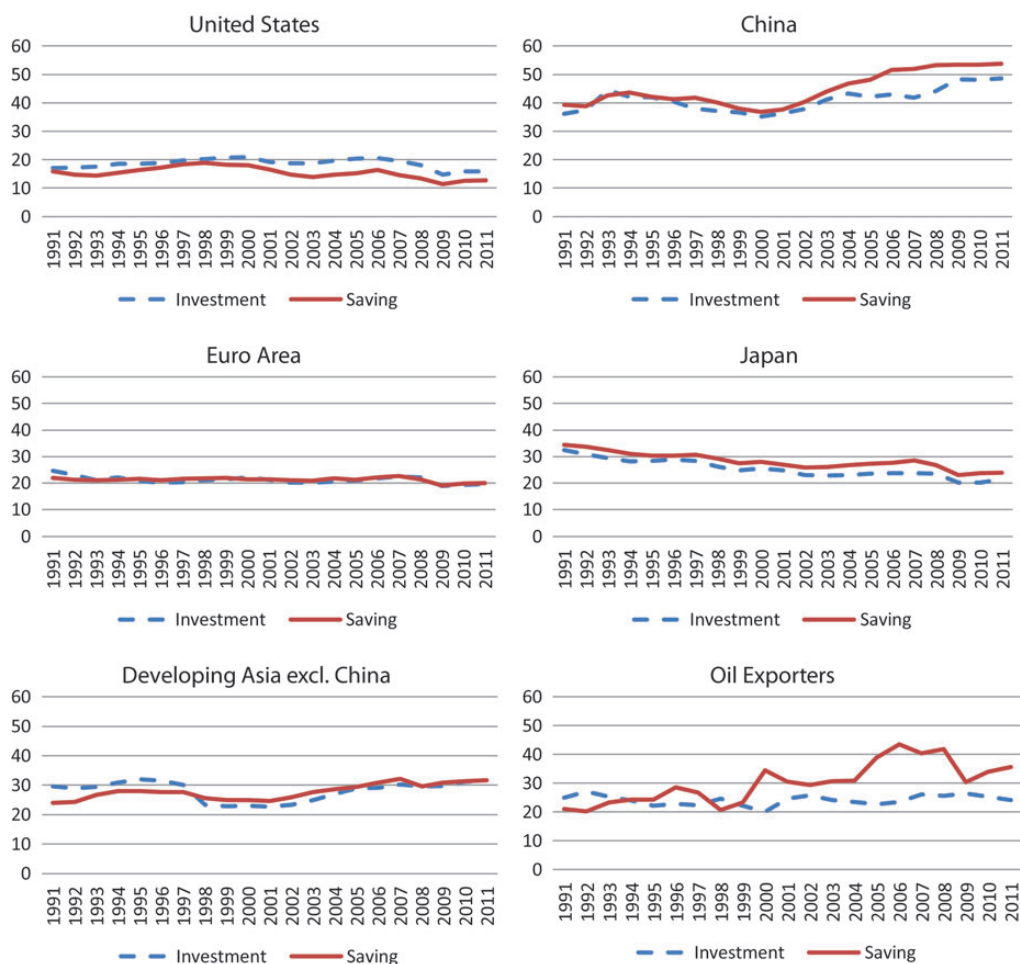 United States
60
50
40
30
20
10
0
1991 1992 1993 1994 1995 1996 1997 1998 1999 2000 2001 2002 2003 2004 2005 2006 2007 2008 2009 2010 2011
Investment Saving
China
60
50
40
30
20
10
0
1991 1992 1993 1994 1995 1996 1997 1998 1999 2000 2001 2002 2003 2004 2005 2006 2007 2008 2009 2010 2011
Investment Saving
Euro Area
60
50
40
30
20
10
0
1991 1992 1993 1994 1995 1996 1997 1998 1999 2000 2001 2002 2003 2004 2005 2006 2007 2008 2009 2010 2011
Investment Saving
Japan
60
50
40
30
20
10
0
1991 1992 1993 1994 1995 1996 1997 1998 1999 2000 2001 2002 2003 2004 2005 2006 2007 2008 2009 2010 2011
Investment Saving
Developing Asia excl. China
60
50
40
30
20
10
0
1991 1992 1993 1994 1995 1996 1997 1998 1999 2000 2001 2002 2003 2004 2005 2006 2007 2008 2009 2010 2011
Investment Saving
Oil Exporters
60
50
40
30
20
10
0
1991 1992 1993 1994 1995 1996 1997 1998 1999 2000 2001 2002 2003 2004 2005 2006 2007 2008 2009 2010 2011
Investment Saving